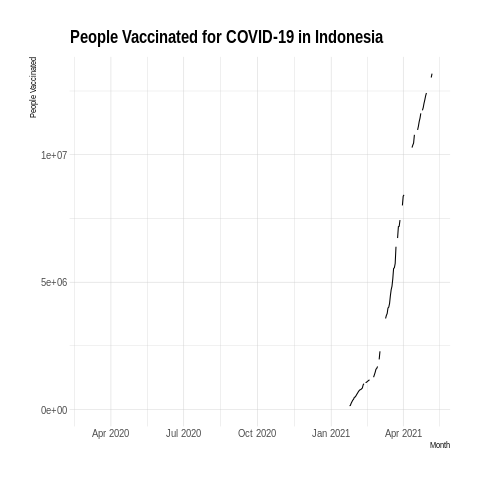 People Vaccinated for COVID-19 in Indonesia
People Vaccinated
1e+07
5e+06
0e+00
Apr 2020 Jul 2020 Oct 2020 Jan 2021 Apr 2021
Month